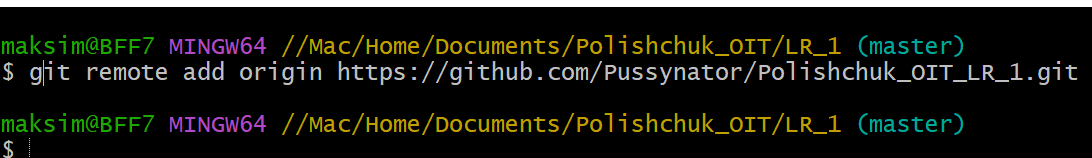 maksim@BFF7 MINGW64 //Mac/Home/Documents/Polishchuk_OIT/LR_1 (master)
$ git remote add origin https://github.com/Pussynator/Polishchuk_OIT_LR_1.git
maksim@BFF7 MINGW64 //Mac/Home/Documents/Polishchuk_OIT/LR_1 (master)
$